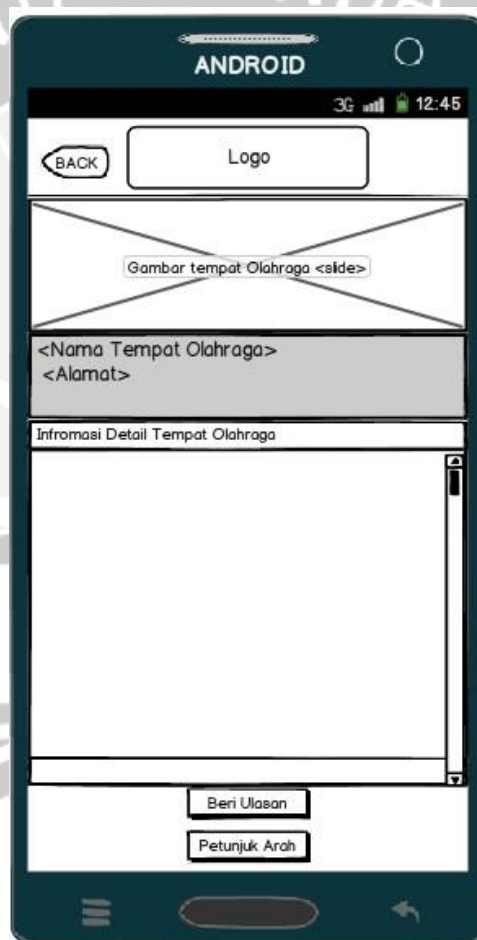 ANDROID
3G 12:45
BACK
Logo
Gambar tempat Olahraga <slide>
<Nama Tempat Olahraga>
<Alamat>
Infromasi Detail Tempat Olahraga
Beri Ulasan
Petunjuk Arah